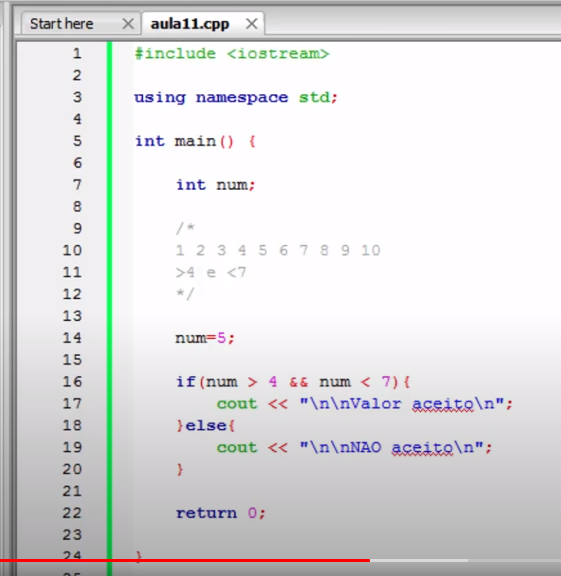 Start here aula11.cpp
1 #include <iostream>
2
3 using namespace std;
4
5 int main() {
6
7 int num;
8
9 /*
10 1 2 3 4 5 6 7 8 9 10
11 >4 e <7
12 */
13
14 num=5;
15
16 if(num > 4 && num < 7){
17 cout << "\n\nValor aceito\n";
18 }else{
19 cout << "\n\nNAO aceito\n";
20 }
21
22 return 0;
23
24 }